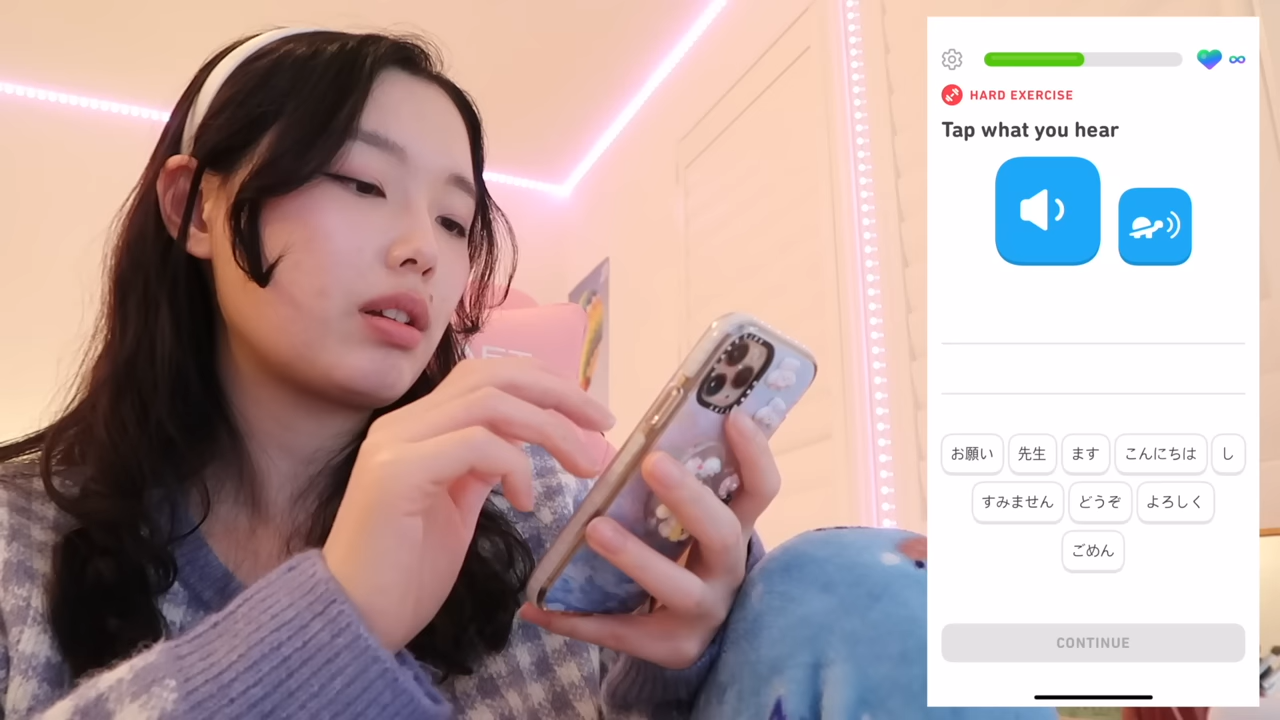 HARD EXERCISE
Tap what you hear
お願い 先生 ます こんにちは し
すみません どうぞ よろしく
ごめん
CONTINUE